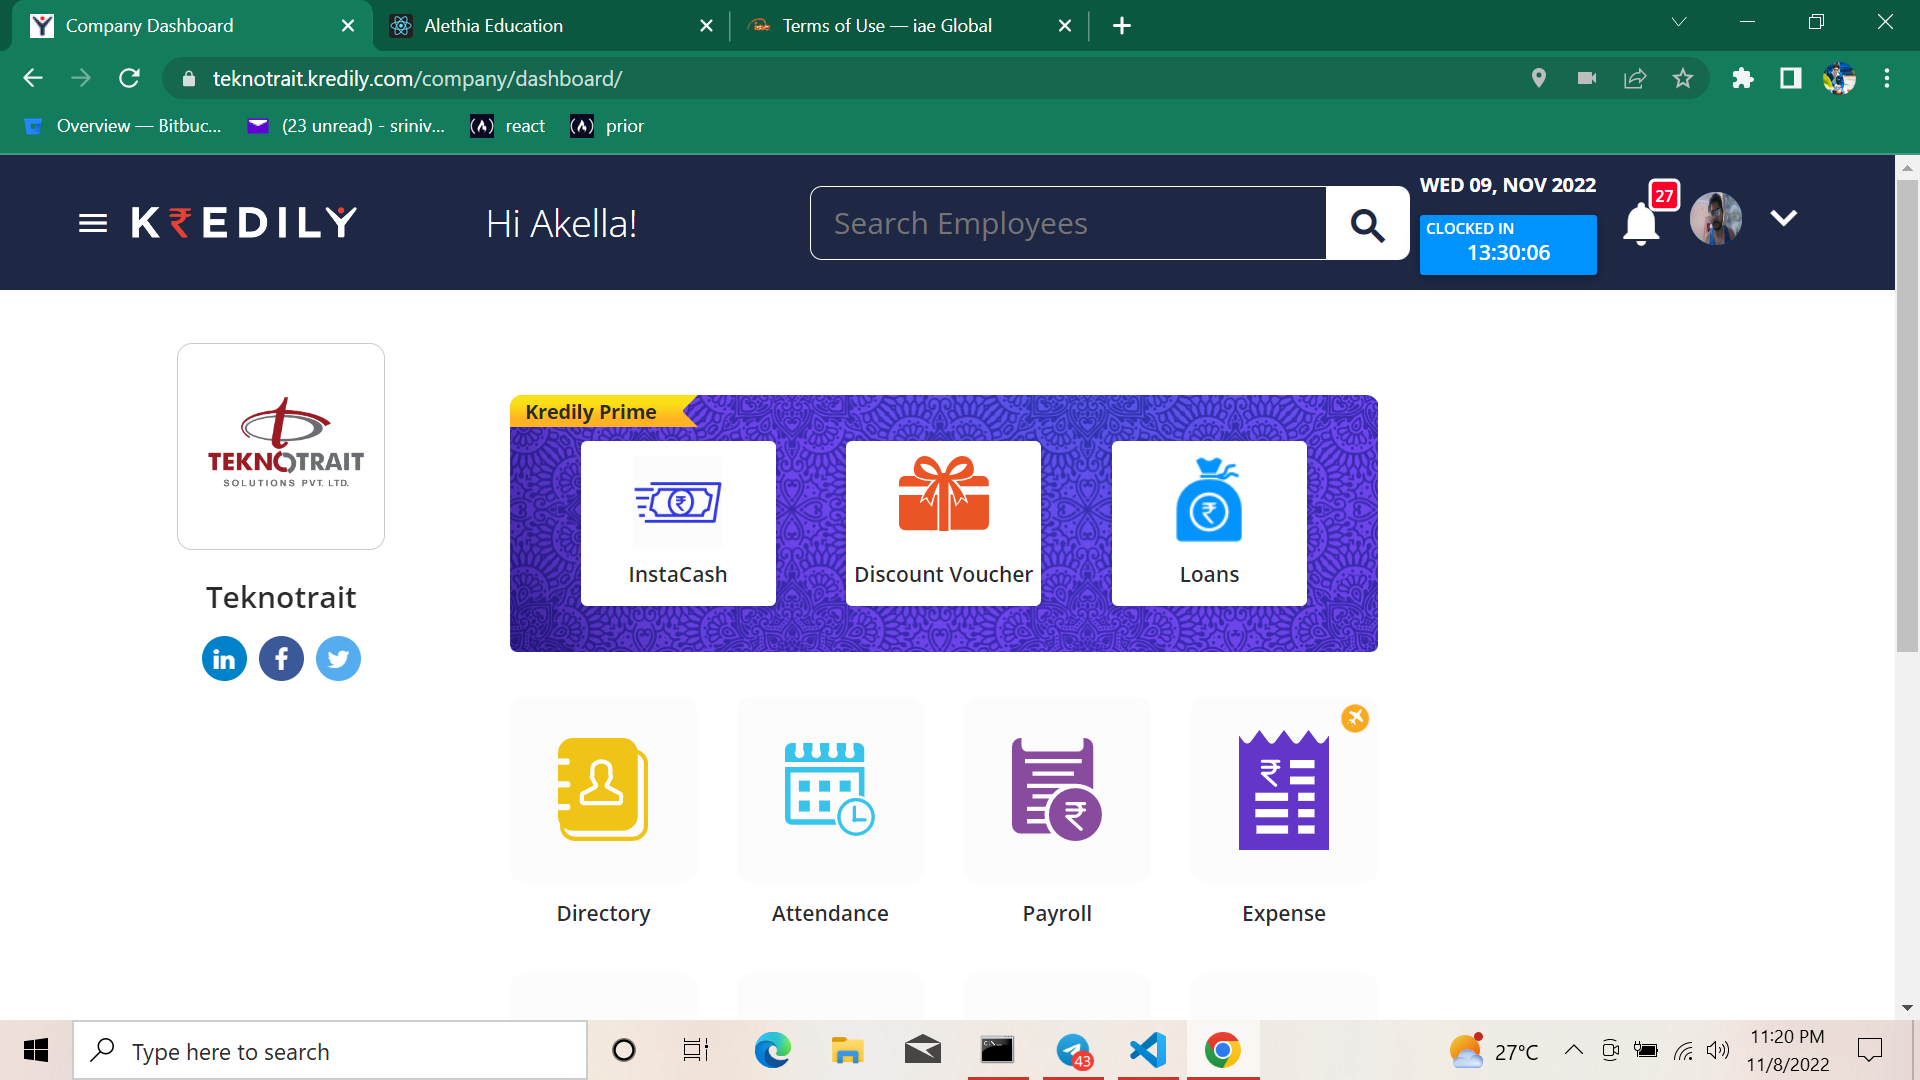 Company Dashboard
Alethia Education
Terms of Use — iae Global
teknotrait.kredily.com/company/dashboard/
Overview — Bitbuc...
(23 unread) - sriniv...
react
prior
KREDILY
Hi Akella!
Search Employees
WED 09, NOV 2022
CLOCKED IN
13:30:06
27
TEKNOTRAIT
SOLUTIONS PVT. LTD.
Teknotrait
Kredily Prime
InstaCash
Discount Voucher
Loans
Directory
Attendance
Payroll
Expense
Type here to search
43
27°C
11:20 PM
11/8/2022